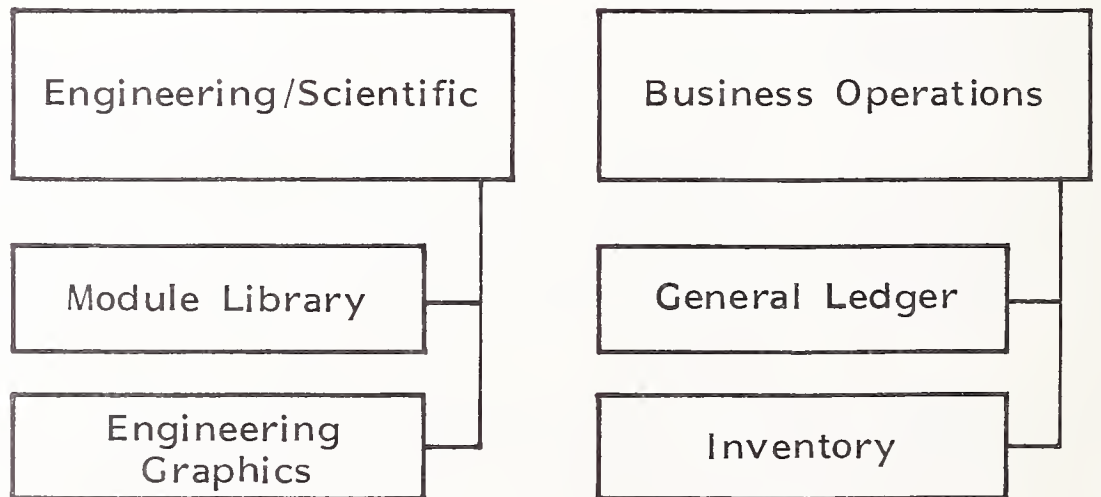 Engineering/Scientific
Module Library
Engineering
Graphics
Business Operations
General Ledger
Inventory